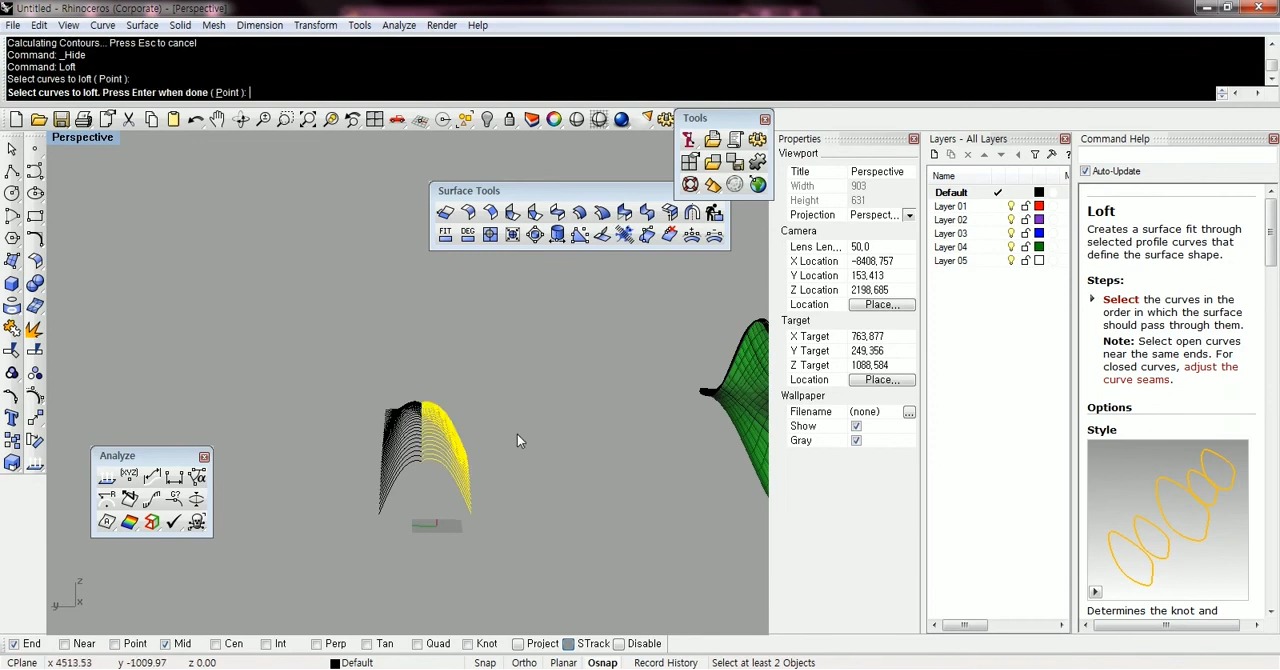 Untitled - Rhinoceros (Corporate) - [Perspective]
File Edit View Curve Surface Solid Mesh Dimension Transform Tools Analyze Render Help
Calculating Contours... Press Esc to cancel
Command: _Hide
Command: Loft
Select curves to loft ( Point ):
Select curves to loft. Press Enter when done ( Point ):
Perspective
Tools
Surface Tools
FIT DEG
Analyze
Properties
Viewport
Title Perspective
Width 903
Height 631
Projection Perspect...
Camera
Lens Len... 50,0
X Location -8408,757
Y Location 153,413
Z Location 2198,685
Location Place...
Target
X Target 763,877
Y Target 249,356
Z Target 1088,584
Location Place...
Wallpaper
Filename (none) ...
Show
Gray
Layers - All Layers
Name
Default
Layer 01
Layer 02
Layer 03
Layer 04
Layer 05
Command Help
Auto-Update
Loft
Creates a surface fit through
selected profile curves that
define the surface shape.
Steps:
Select the curves in the
order in which the surface
should pass through them.
Note: Select open curves
near the same ends. For
closed curves, adjust the
curve seams.
Options
Style
Determines the knot and
z
y x
End Near Point Mid Cen Int Perp Tan Quad Knot Project STrack Disable
CPlane x 4513.53 y -1009.97 z 0.00 Default Snap Ortho Planar Osnap Record History Select at least 2 Objects